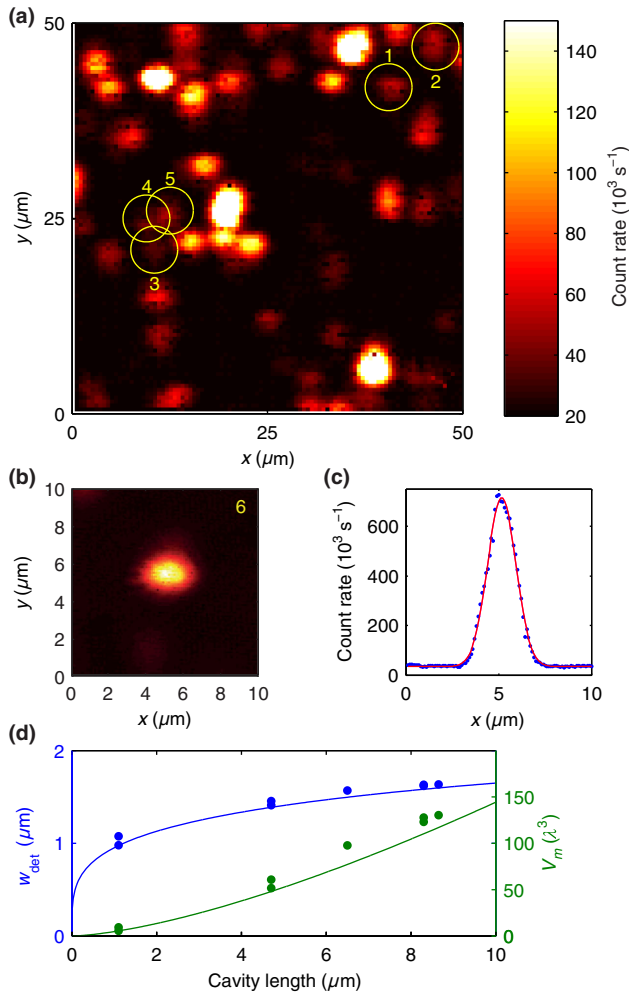 (a)
50
25
0
y (µm)
0
25
50
x (µm)
1
2
3
4
5
140
120
100
80
60
40
20
Count rate (10³ s⁻¹)
(b)
10
8
6
4
2
0
y (µm)
6
0 2 4 6 8 10
x (µm)
(c)
600
400
200
0
Count rate (10³ s⁻¹)
0 5 10
x (µm)
(d)
2
1
0
w_det (µm)
150
100
50
0
V_m (λ³)
0 2 4 6 8 10
Cavity length (µm)